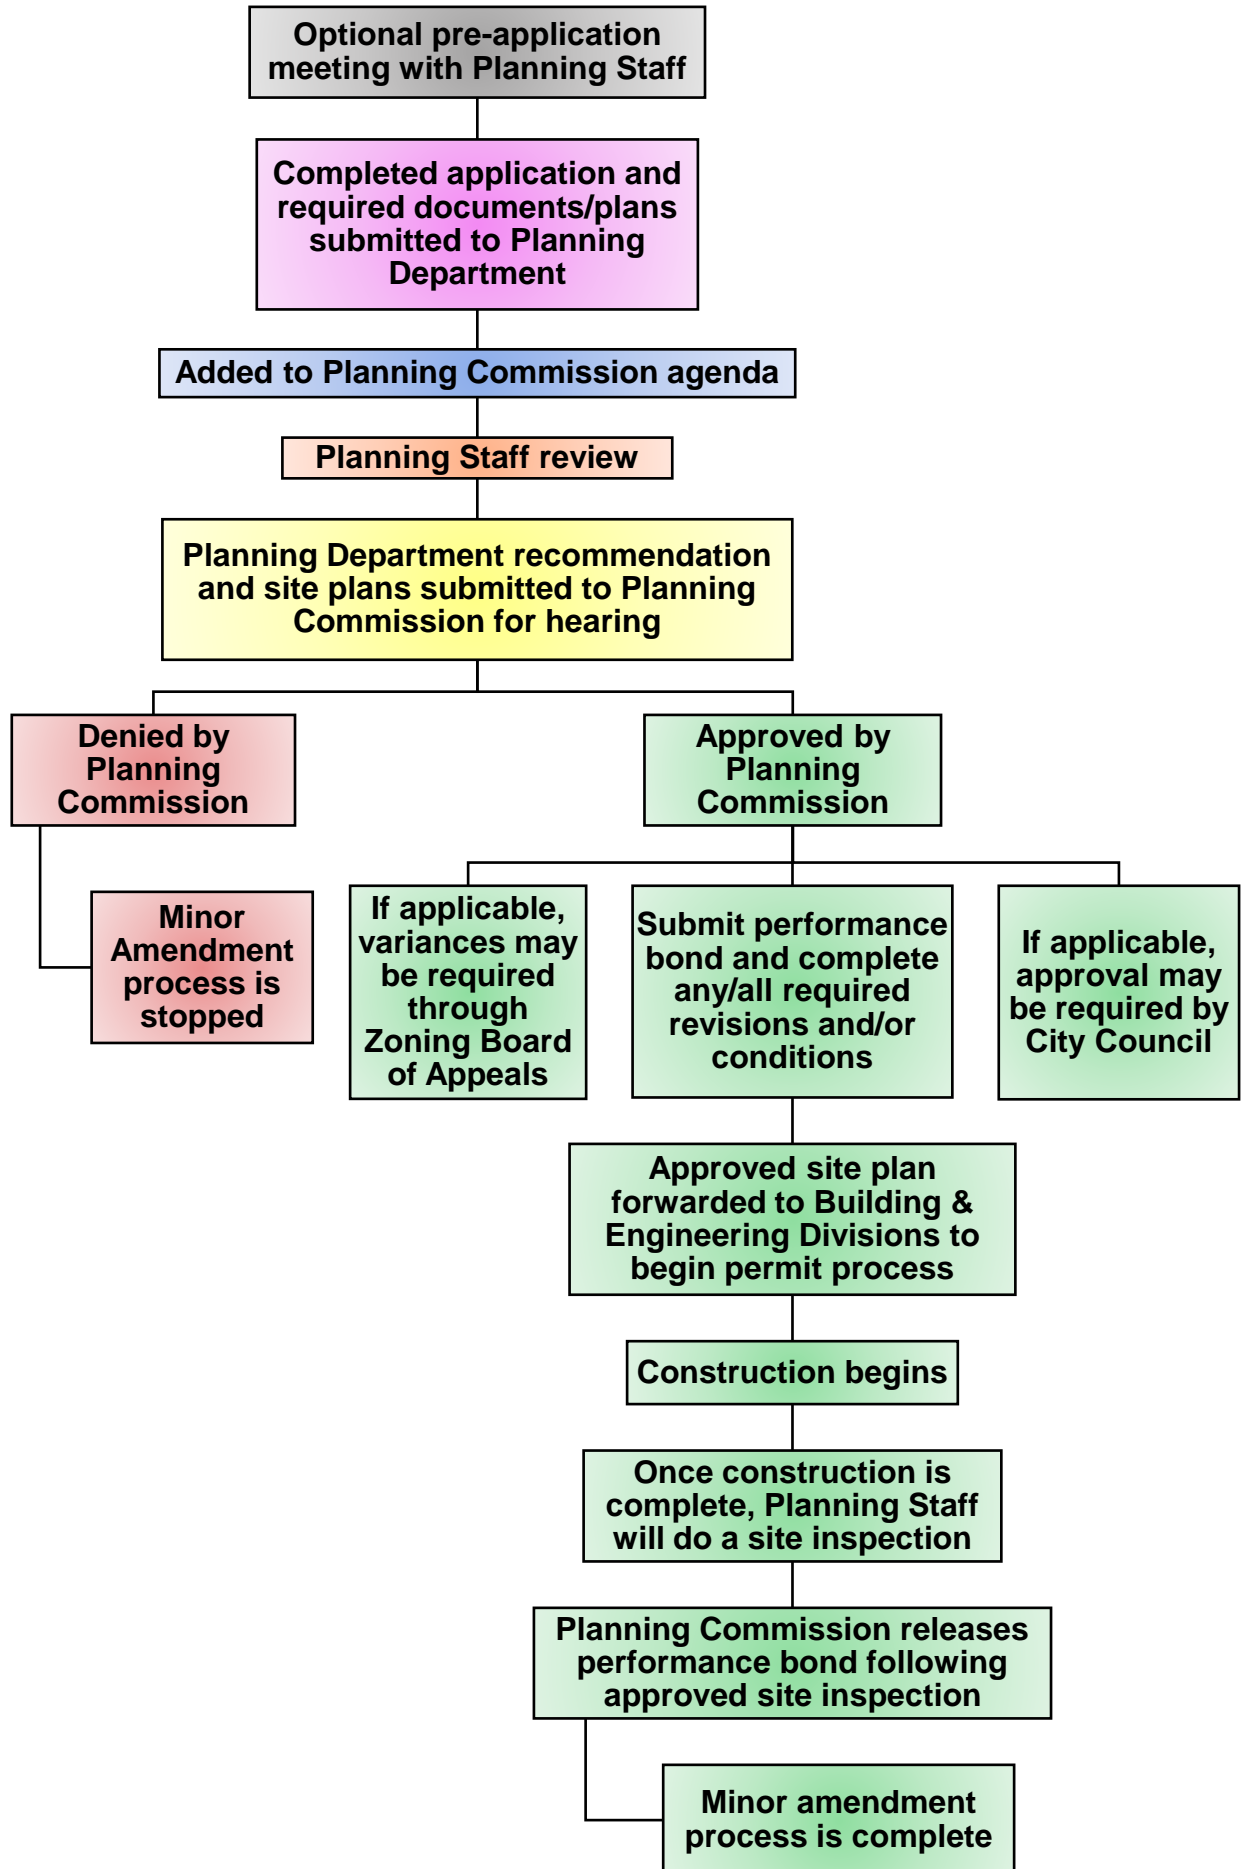 Optional pre-application
meeting with Planning Staff
Completed application and
required documents/plans
submitted to Planning
Department
Added to Planning Commission agenda
Planning Staff review
Planning Department recommendation
and site plans submitted to Planning
Commission for hearing
Denied by
Planning
Commission
Approved by
Planning
Commission
Minor
Amendment
process is
stopped
If applicable,
variances may
be required
through
Zoning Board
of Appeals
Submit performance
bond and complete
any/all required
revisions and/or
conditions
If applicable,
approval may
be required by
City Council
Approved site plan
forwarded to Building &
Engineering Divisions to
begin permit process
Construction begins
Once construction is
complete, Planning Staff
will do a site inspection
Planning Commission releases
performance bond following
approved site inspection
Minor amendment
process is complete